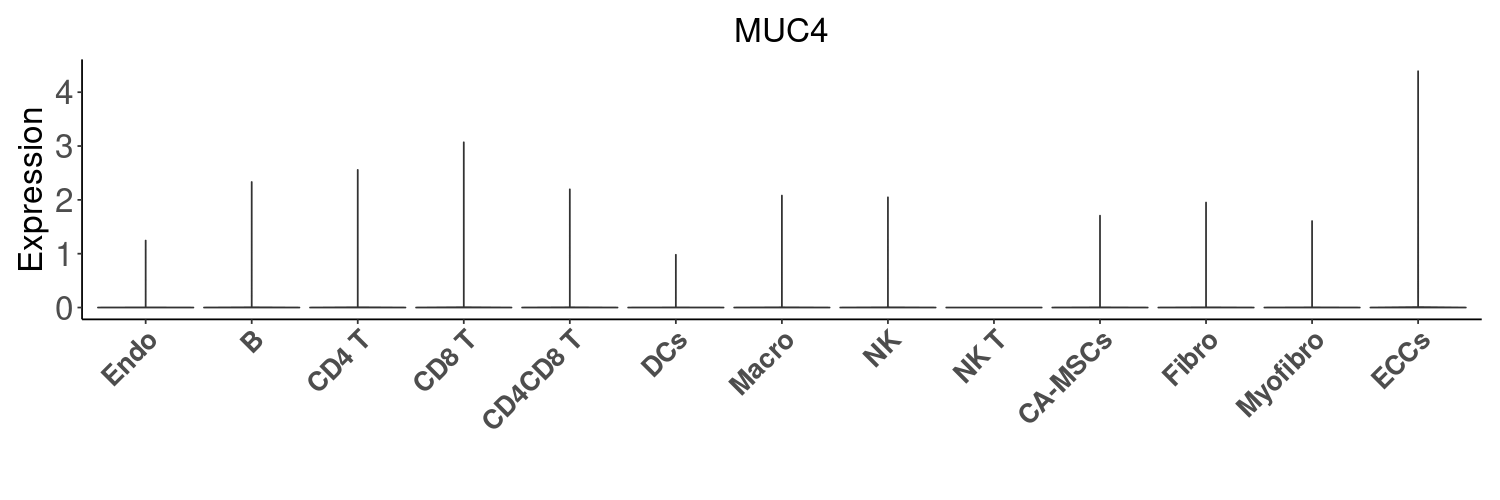 MUC4
Expression
4
3
2
1
0
Endo
B
CD4 T
CD8 T
CD4CD8 T
DCs
Macro
NK
NK T
CA-MSCs
Fibro
Myofibro
ECCs